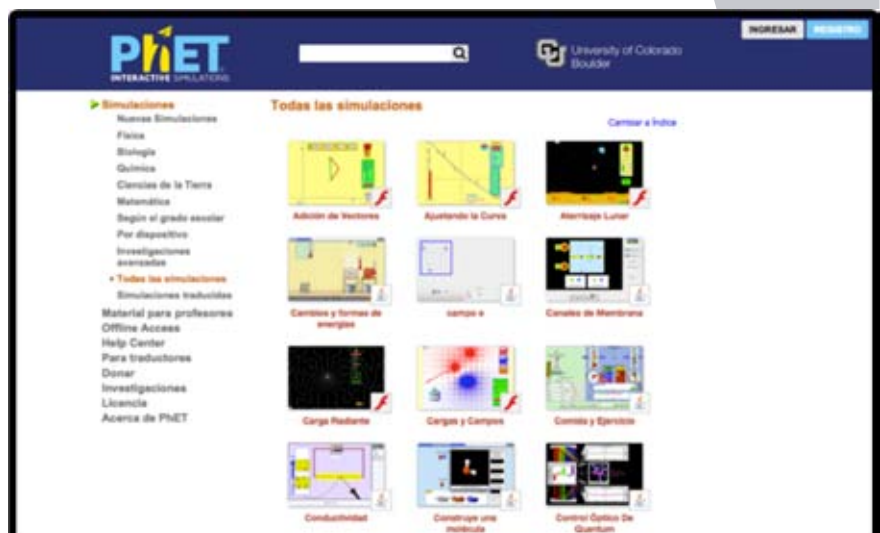 INGRESAR REGISTRO
PhET
INTERACTIVE SIMULATIONS
University of Colorado
Boulder
Simulaciones
Nuevas Simulaciones
Física
Biología
Química
Ciencias de la Tierra
Matemática
Según el grado escolar
Por dispositivo
Investigaciones
avanzadas
Todas las simulaciones
Simulaciones traducidas
Material para profesores
Offline Access
Help Center
Para traductores
Donar
Investigaciones
Licencia
Acerca de PhET
Todas las simulaciones
Cambiar a Índice
Adición de Vectores
Ajustando la Curva
Aterrizaje Lunar
Cambios y formas de
energías
campo e
Canales de Membrana
Carga Radiante
Cargas y Campos
Comida y Ejercicio
Conductividad
Construye una
molécula
Control Óptico De
Quantum